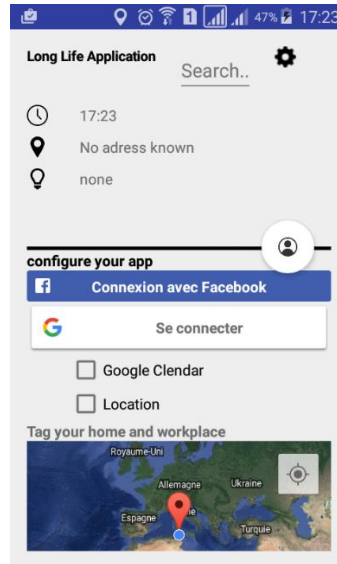 1 47% 17:23
Long Life Application
Search..
17:23
No adress known
none
configure your app
Connexion avec Facebook
Se connecter
Google Clendar
Location
Tag your home and workplace
Royaume-Uni
Allemagne
Ukraine
Espagne
Turquie